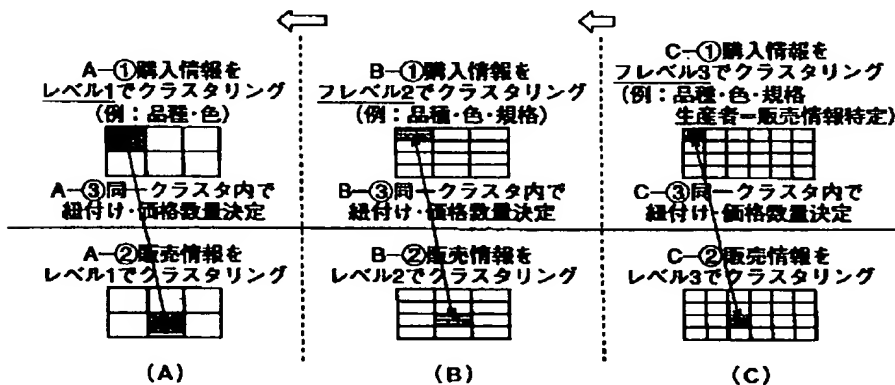 A―①購入情報を
レベル1でクラスタリング
(例:品種・色)
A―③同一クラスタ内で
紐付け・価格数量決定
A―②販売情報を
レベル1でクラスタリング
(A)
B―①購入情報を
フレベル2でクラスタリング
(例:品種・色・規格)
B―③同一クラスタ内で
紐付け・価格数量決定
B―②販売情報を
レベル2でクラスタリング
(B)
C―①購入情報を
フレベル3でクラスタリング
(例:品種・色・規格
生産者ー販売情報特定)
C―③同一クラスタ内で
紐付け・価格数量決定
C―②販売情報を
レベル3でクラスタリング
(C)